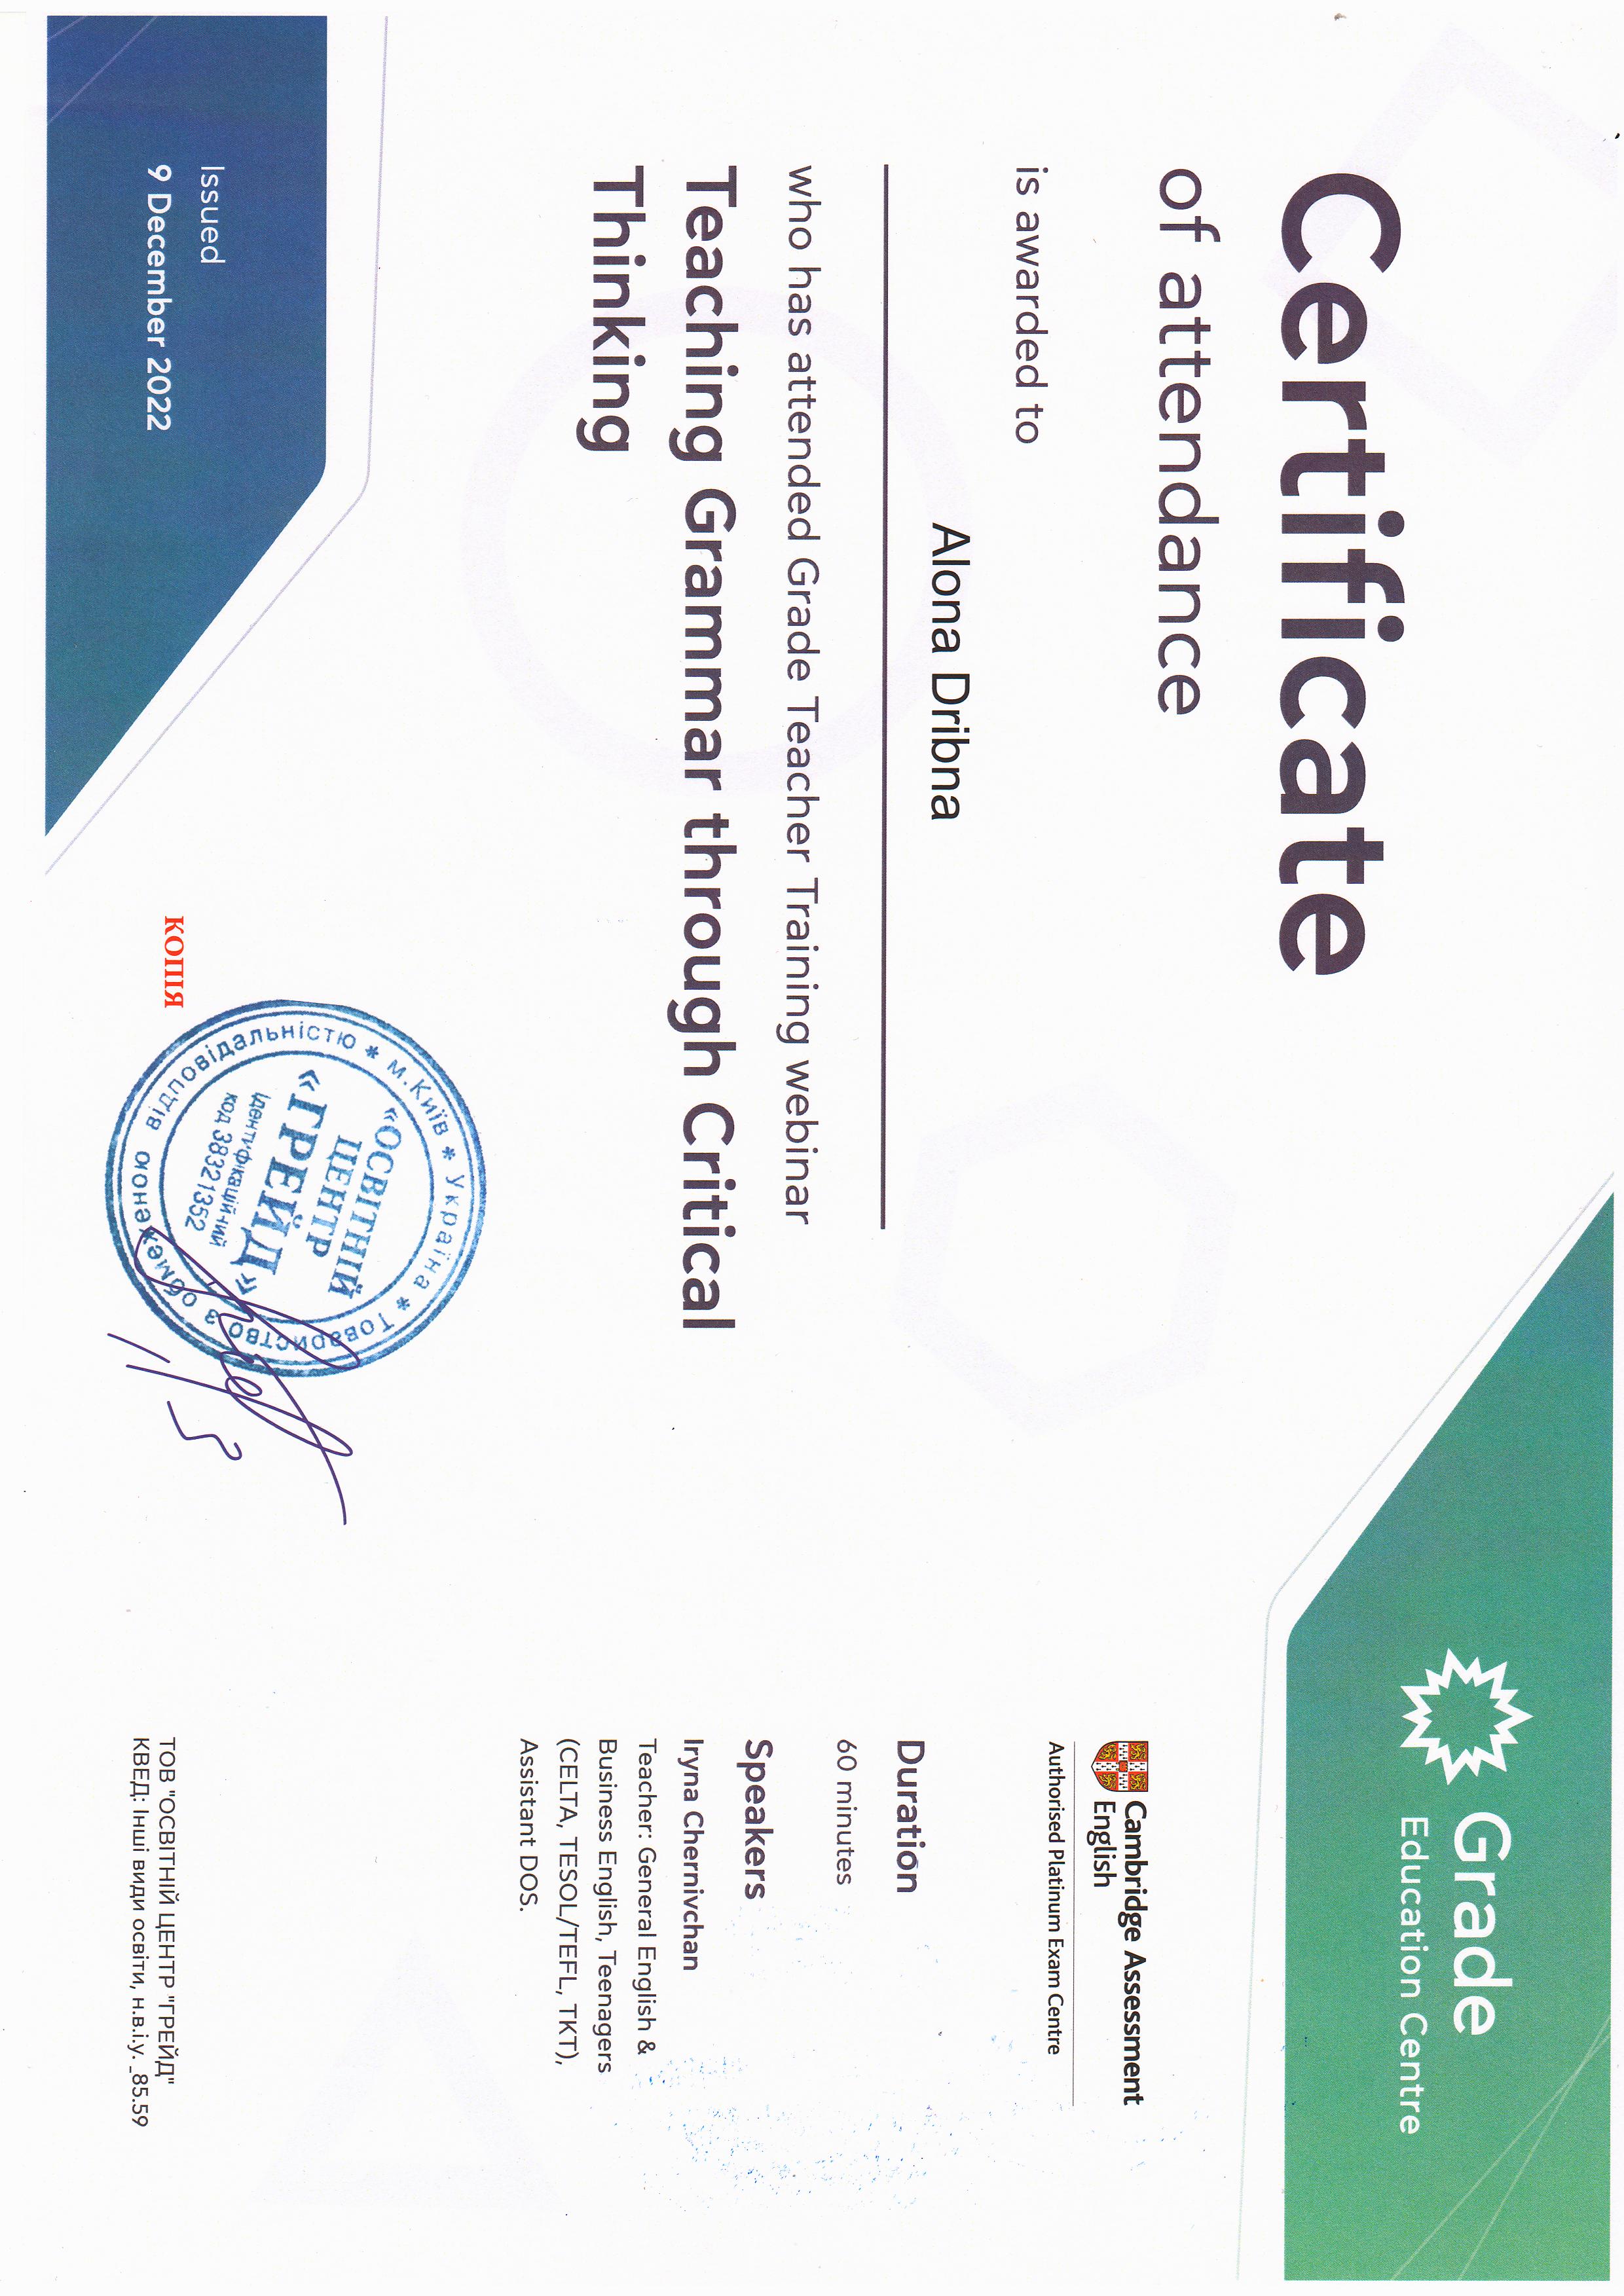 Grade
Education Centre
Certificate
of attendance
is awarded to
Alona Dribna
who has attended Grade Teacher Training webinar
Teaching Grammar through Critical
Thinking
Cambridge Assessment
English
Authorised Platinum Exam Centre
Duration
60 minutes
Speakers
Iryna Chernivchan
Teacher: General English &
Business English, Teenagers
(CELTA, TESOL/TEFL, TKT),
Assistant DOS.
Issued
9 December 2022
КОПІЯ
* Україна * Товариство з обмеженою відповідальністю * м.Київ
«ОСВІТНІЙ
ЦЕНТР
«ГРЕЙД»
ідентифікаційний
код 38321352
ТОВ "ОСВІТНІЙ ЦЕНТР "ГРЕЙД"
КВЕД: Інші види освіти, н.в.і.у. _85.59